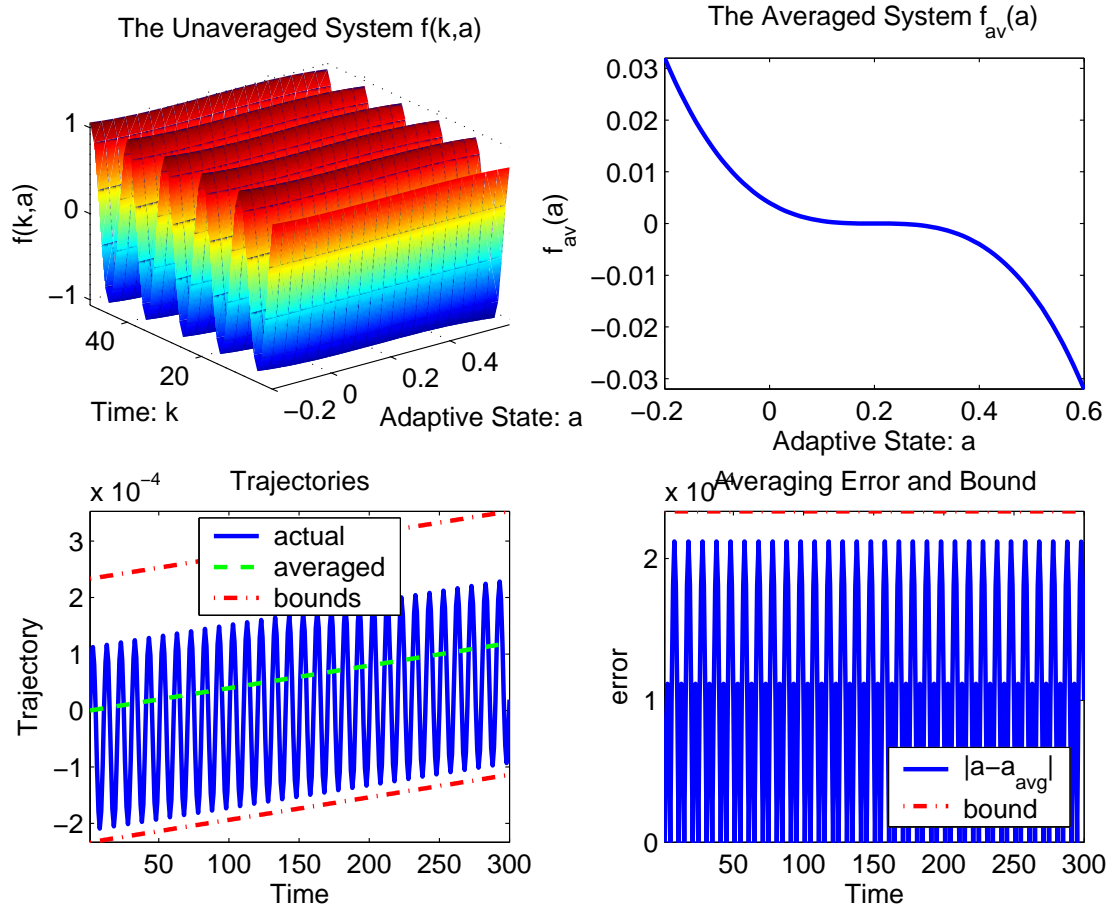 The Unaveraged System f(k,a)
1
0
−1
f(k,a)
40
20
Time: k
−0.2
0
0.2
0.4
Adaptive State: a
The Averaged System f_av(a)
0.03
0.02
0.01
0
−0.01
−0.02
−0.03
f_av(a)
−0.2
0
0.2
0.4
0.6
Adaptive State: a
x 10^−4
Trajectories
3
2
1
0
−1
−2
Trajectory
actual
averaged
bounds
50
100
150
200
250
300
Time
x 10^−4
Averaging Error and Bound
2
1
0
error
|a−a_avg|
bound
50
100
150
200
250
300
Time